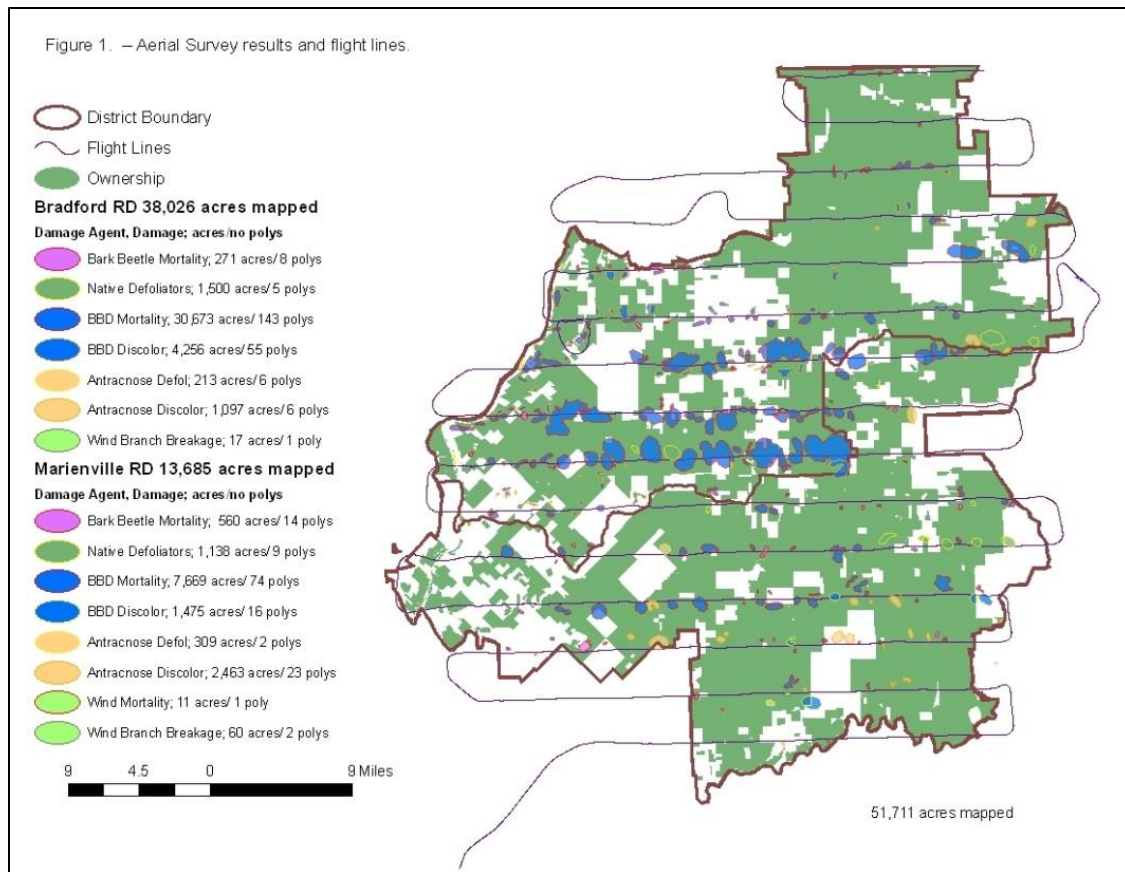 Figure 1. – Aerial Survey results and flight lines.
District Boundary
Flight Lines
Ownership
Bradford RD 38,026 acres mapped
Damage Agent, Damage; acres/no polys
Bark Beetle Mortality; 271 acres/ 8 polys
Native Defoliators; 1,500 acres/ 5 polys
BBD Mortality; 30,673 acres/ 143 polys
BBD Discolor; 4,256 acres/ 55 polys
Antracnose Defol; 213 acres/ 6 polys
Antracnose Discolor; 1,097 acres/ 6 polys
Wind Branch Breakage; 17 acres/ 1 poly
Marienville RD 13,685 acres mapped
Damage Agent, Damage; acres/no polys
Bark Beetle Mortality; 560 acres/ 14 polys
Native Defoliators; 1,138 acres/ 9 polys
BBD Mortality; 7,669 acres/ 74 polys
BBD Discolor; 1,475 acres/ 16 polys
Antracnose Defol; 309 acres/ 2 polys
Antracnose Discolor; 2,463 acres/ 23 polys
Wind Mortality; 11 acres/ 1 poly
Wind Branch Breakage; 60 acres/ 2 polys
9 4.5 0 9 Miles
51,711 acres mapped